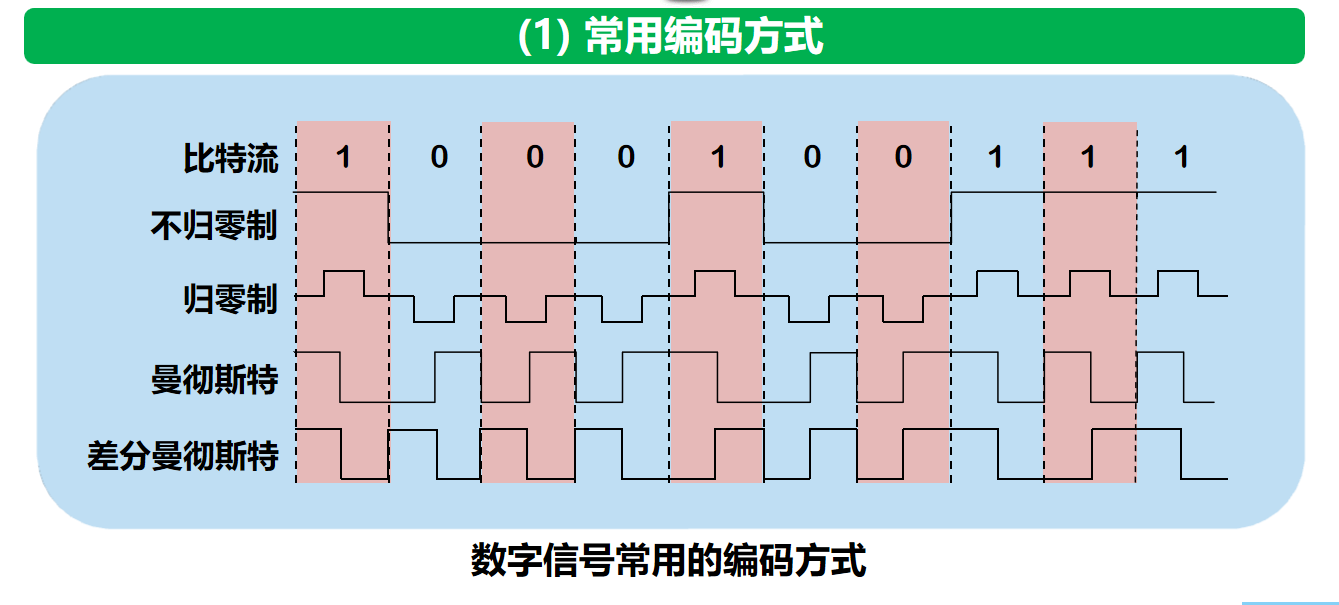 (1) 常用编码方式
比特流 1 0 0 0 1 0 0 1 1 1
不归零制
归零制
曼彻斯特
差分曼彻斯特
数字信号常用的编码方式